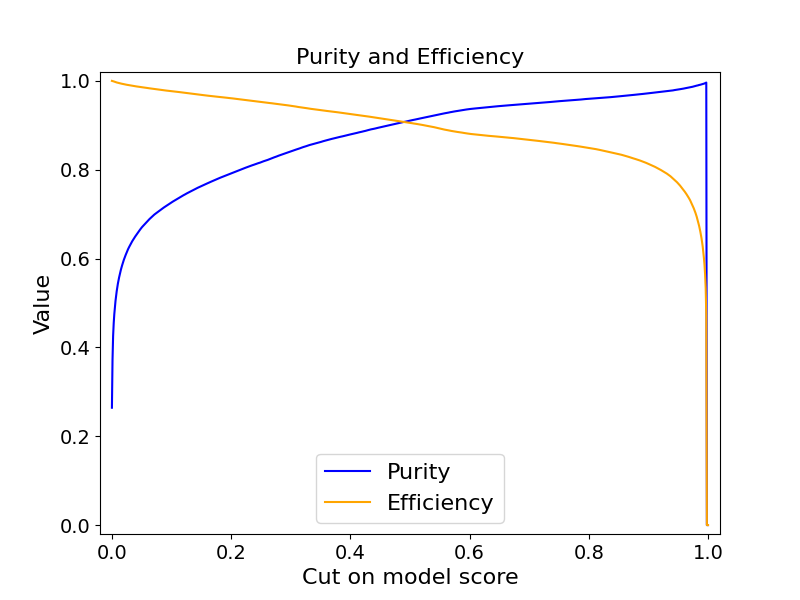 Purity and Efficiency
1.0
0.8
0.6
0.4
0.2
0.0
Value
Purity
Efficiency
0.0 0.2 0.4 0.6 0.8 1.0
Cut on model score